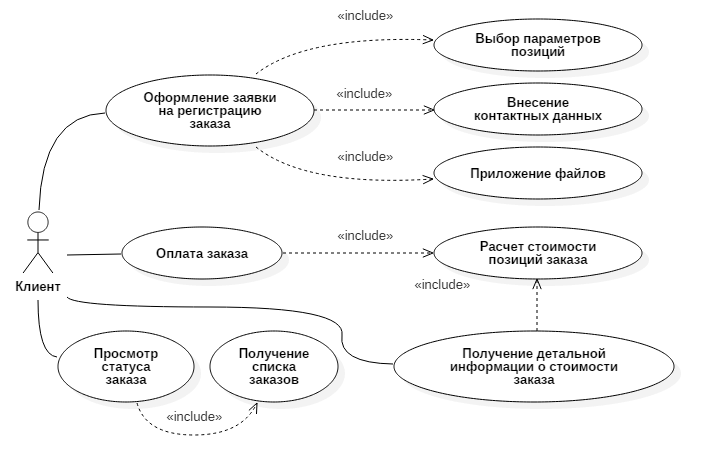 «include»
Выбор параметров
позиций
Оформление заявки
на регистрацию
заказа
«include»
Внесение
контактных данных
«include»
Приложение файлов
Клиент
Оплата заказа
«include»
Расчет стоимости
позиций заказа
«include»
Просмотр
статуса
заказа
Получение
списка
заказов
Получение детальной
информации о стоимости
заказа
«include»